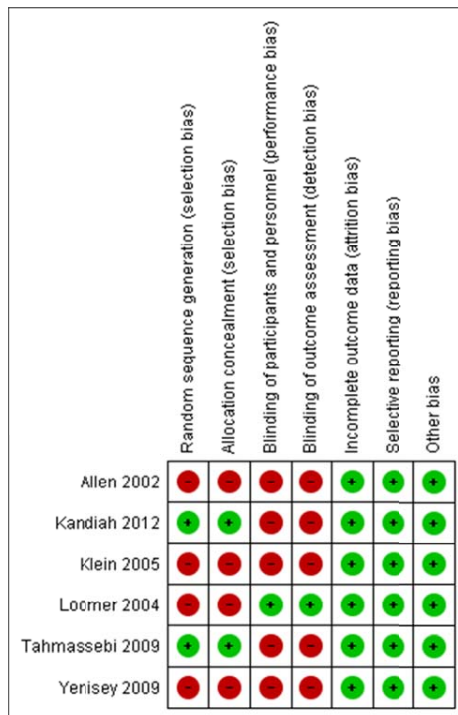 Random sequence generation (selection bias)
Allocation concealment (selection bias)
Blinding of participants and personnel (performance bias)
Blinding of outcome assessment (detection bias)
Incomplete outcome data (attrition bias)
Selective reporting (reporting bias)
Other bias
Allen 2002 - - - - + + +
Kandiah 2012 + + - - + + +
Klein 2005 - - - - + + +
Loomer 2004 - - + + + + +
Tahmassebi 2009 + + - - + + +
Yenisey 2009 - - - - + + +